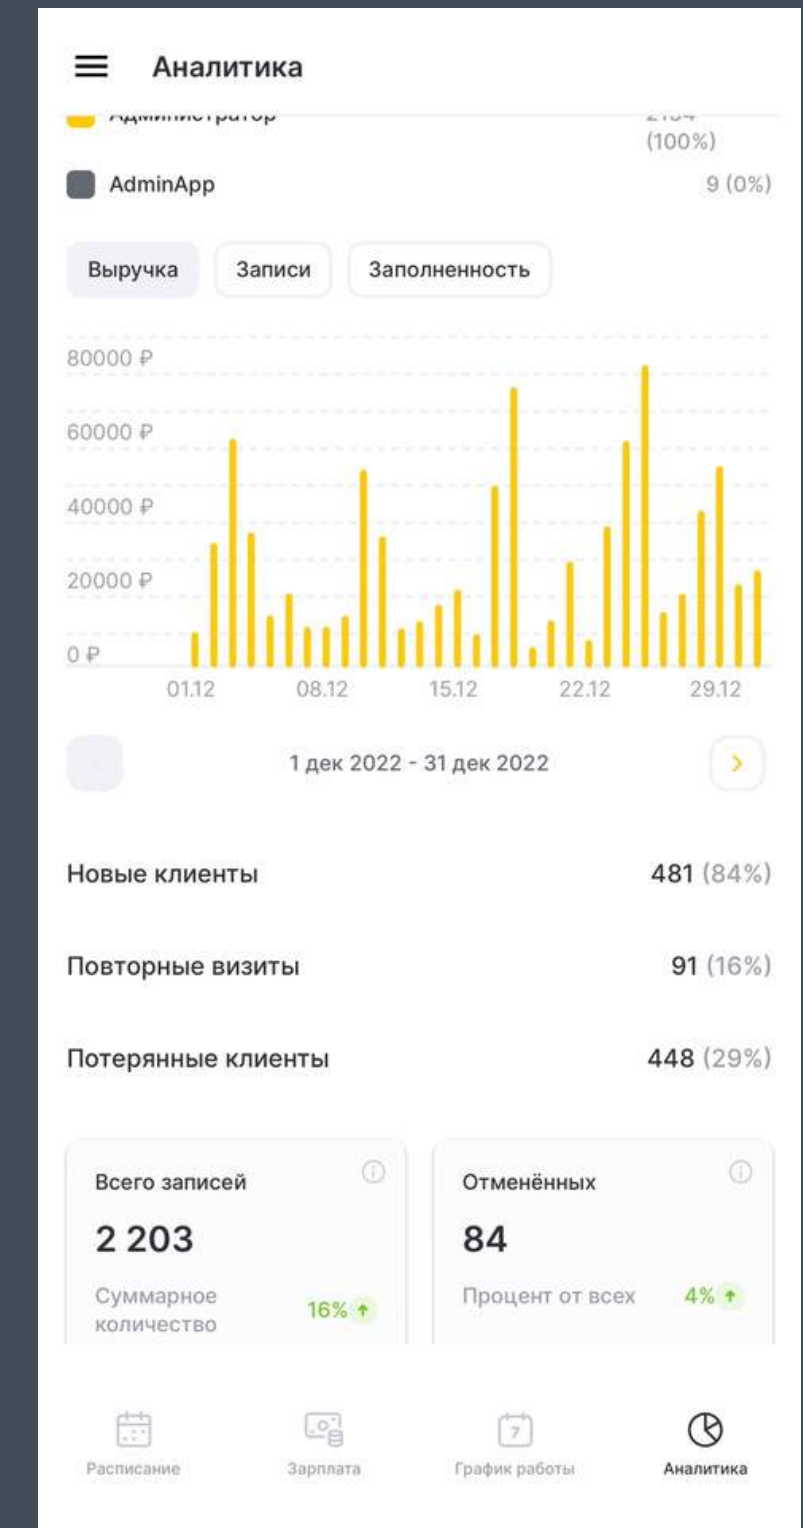 Аналитика
Администратор
(100%)
AdminApp 9 (0%)
Выручка Записи Заполненность
80000 ₽
60000 ₽
40000 ₽
20000 ₽
0 ₽
01.12 08.12 15.12 22.12 29.12
1 дек 2022 - 31 дек 2022
Новые клиенты 481 (84%)
Повторные визиты 91 (16%)
Потерянные клиенты 448 (29%)
Всего записей Отменённых
2 203 84
Суммарное Процент от всех 4%
количество 16%
7
Расписание Зарплата График работы Аналитика